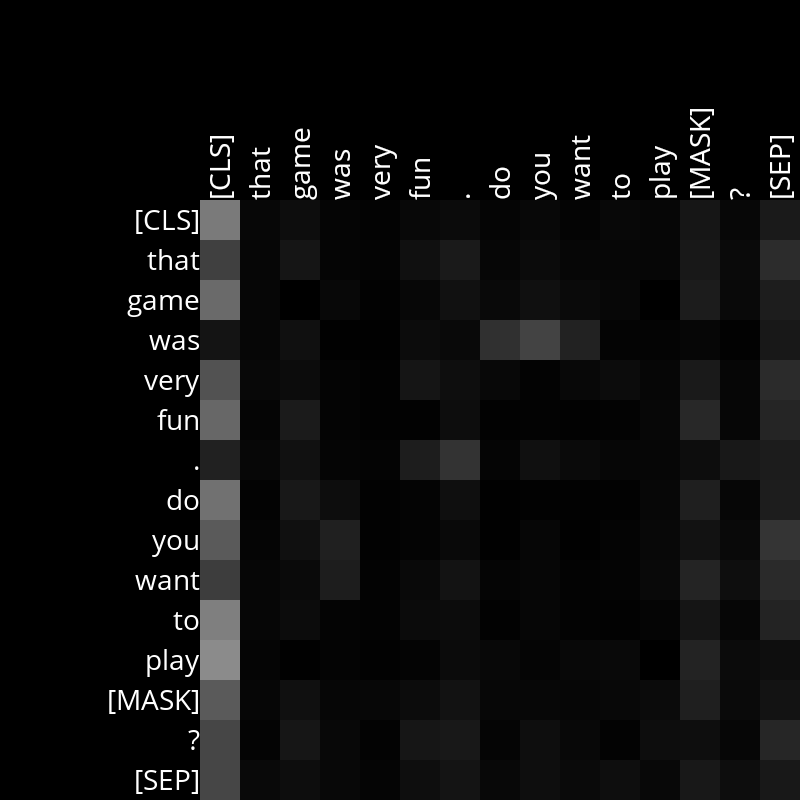 [CLS] that game was very fun . do you want to play [MASK] ? [SEP]
[CLS]
that
game
was
very
fun
.
do
you
want
to
play
[MASK]
?
[SEP]